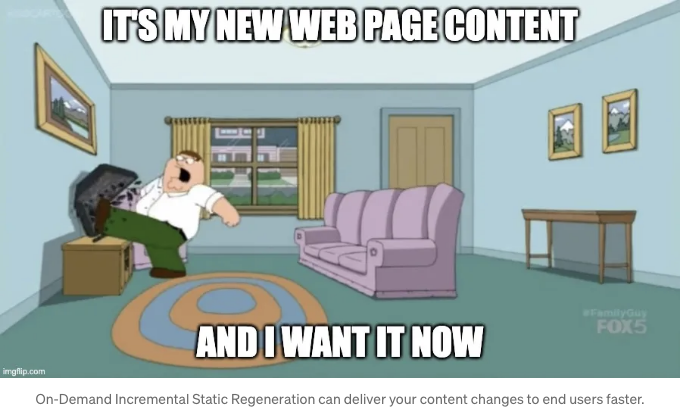 IT'S MY NEW WEB PAGE CONTENT
#FamilyGuy
FOX5
AND I WANT IT NOW
imgflip.com
On-Demand Incremental Static Regeneration can deliver your content changes to end users faster.